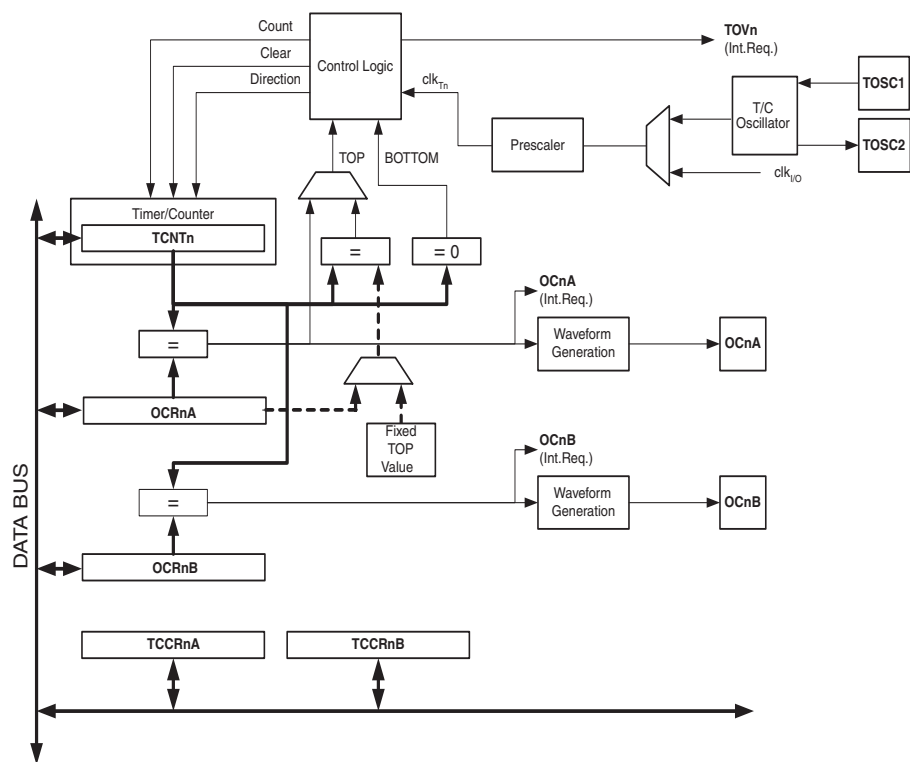 Count
Clear
Direction
Control Logic
clkTn
TOVn
(Int.Req.)
TOSC1
T/C
Oscillator
TOSC2
Prescaler
clkI/O
TOP
BOTTOM
Timer/Counter
TCNTn
=
= 0
OCnA
(Int.Req.)
=
Waveform
Generation
OCnA
OCRnA
Fixed
TOP
Value
OCnB
(Int.Req.)
=
Waveform
Generation
OCnB
OCRnB
DATA BUS
TCCRnA
TCCRnB